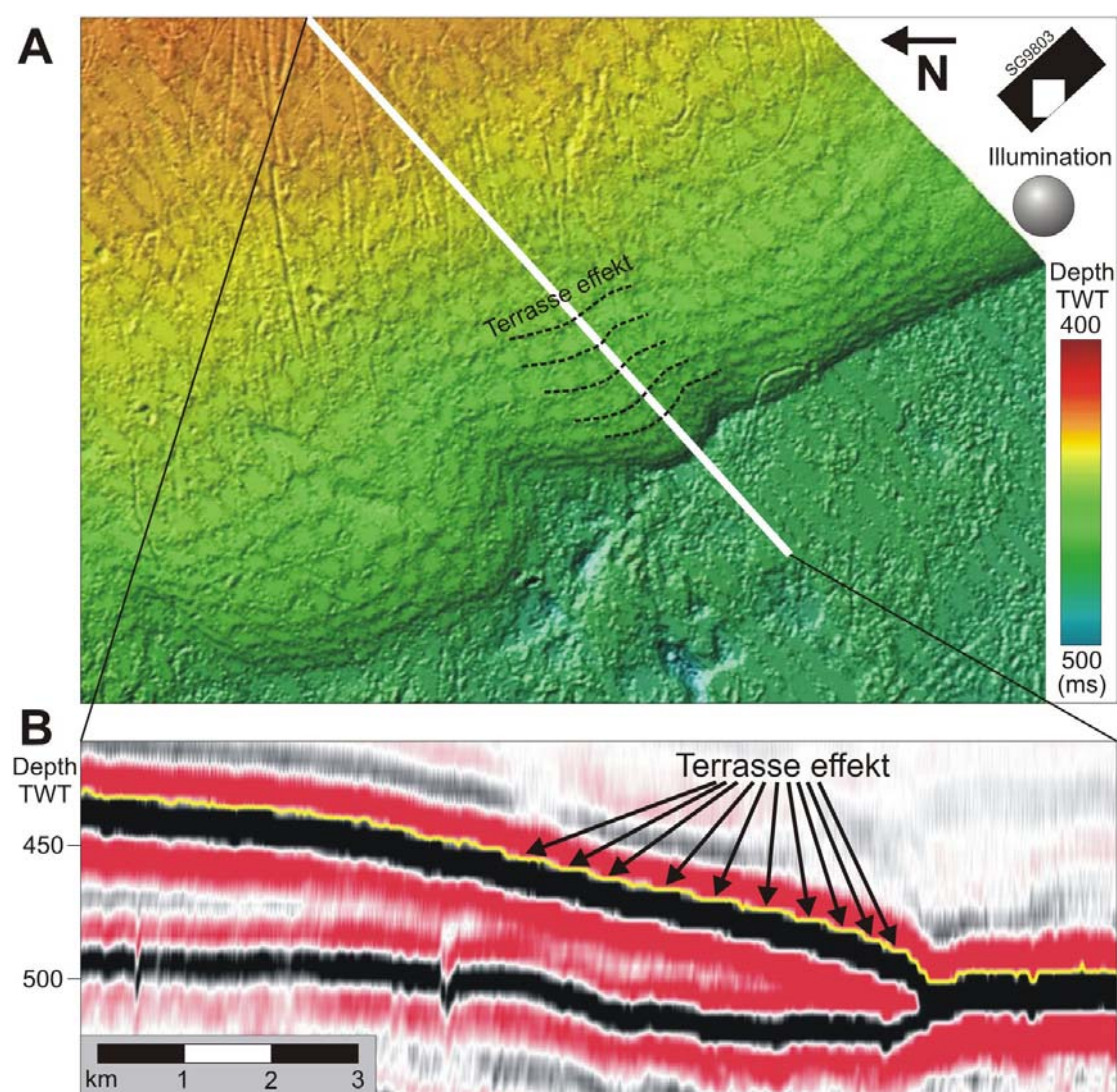 A
N
SG9803
Illumination
Depth
TWT
400
500
(ms)
Terrasse effekt
B
Depth
TWT
450
500
Terrasse effekt
km 1 2 3